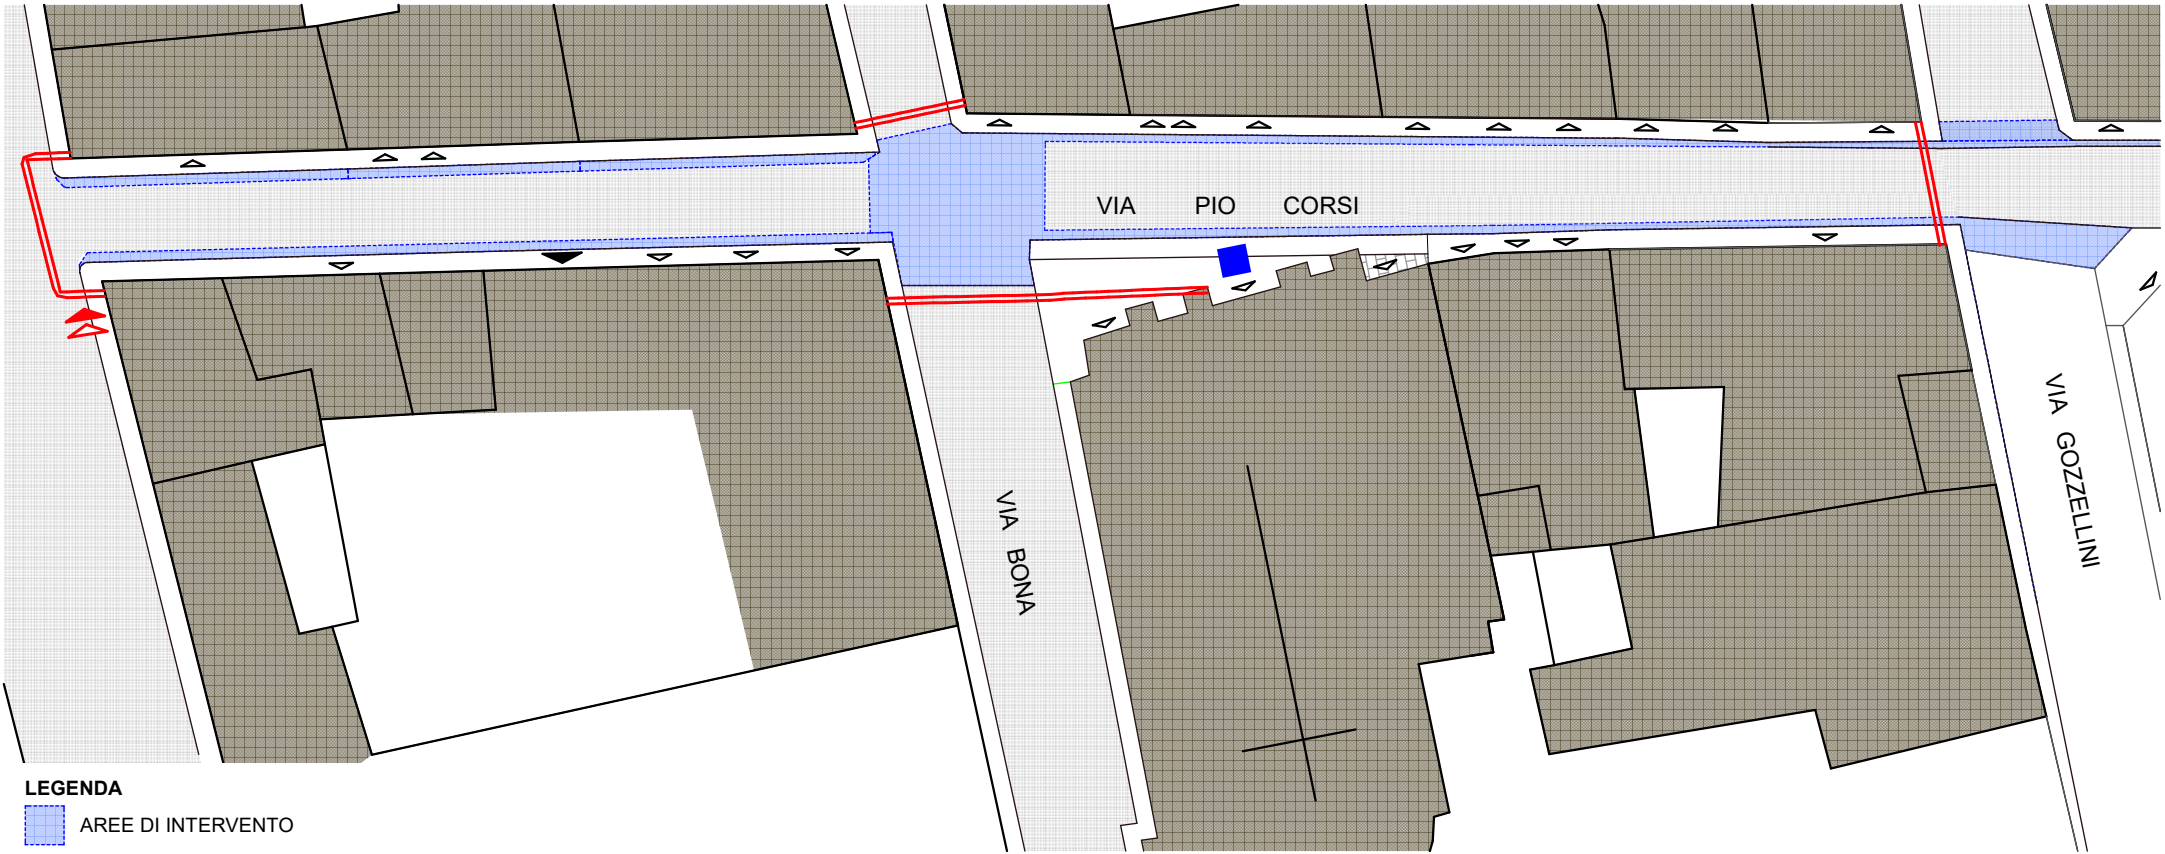 VIA PIO CORSI
VIA GOZZELLINI
VIA BONA
LEGENDA
AREE DI INTERVENTO